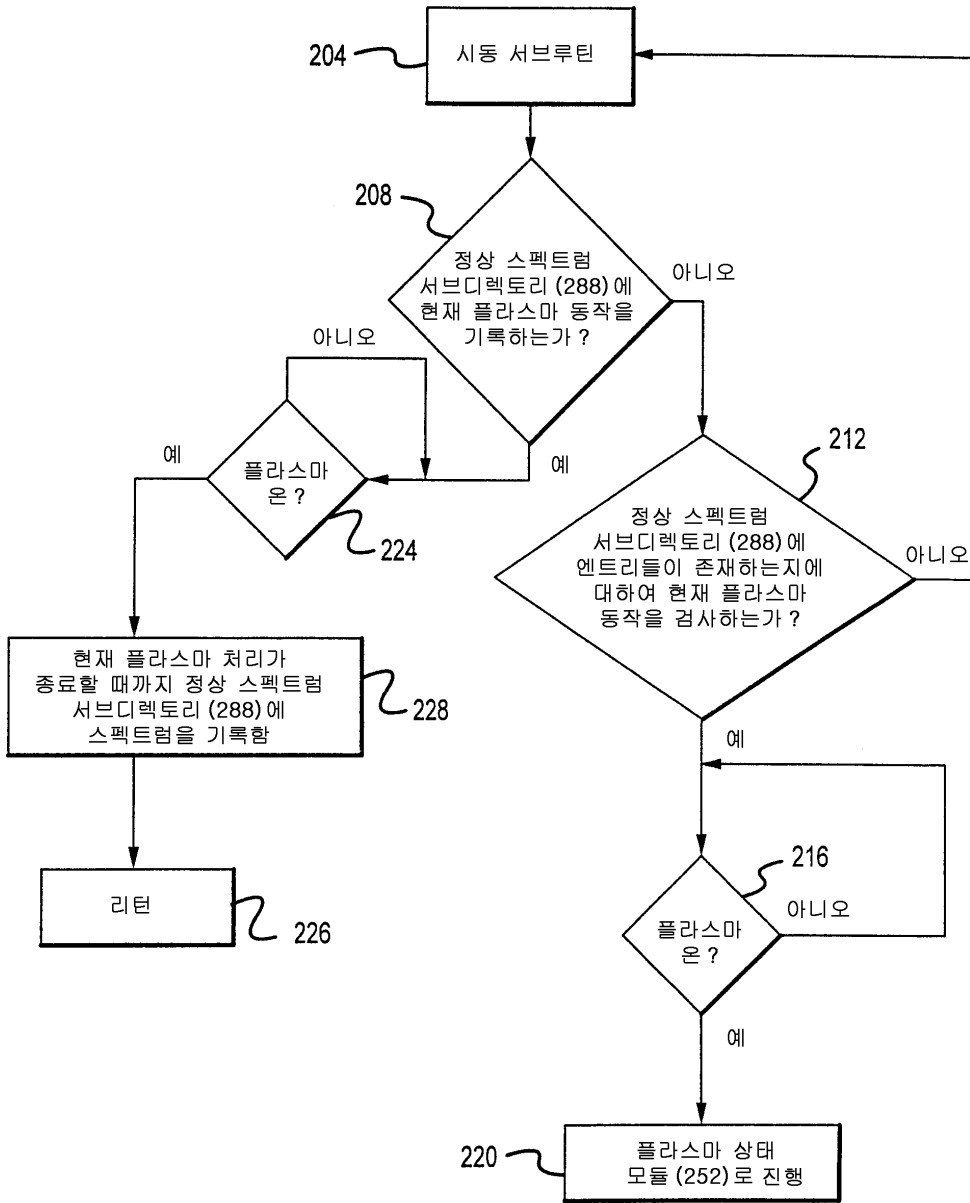 204
시동 서브루틴
208
정상 스펙트럼
서브디렉토리 (288) 에
현재 플라스마 동작을
기록하는가 ?
아니오
아니오
예
플라스마
온 ?
224
예
212
정상 스펙트럼
서브디렉토리 (288) 에
엔트리들이 존재하는지에
대하여 현재 플라스마
동작을 검사하는가 ?
아니오
현재 플라스마 처리가
종료할 때까지 정상 스펙트럼
서브디렉토리 (288) 에
스펙트럼을 기록함
228
예
리턴
226
216
플라스마
온 ?
아니오
예
220
플라스마 상태
모듈 (252) 로 진행